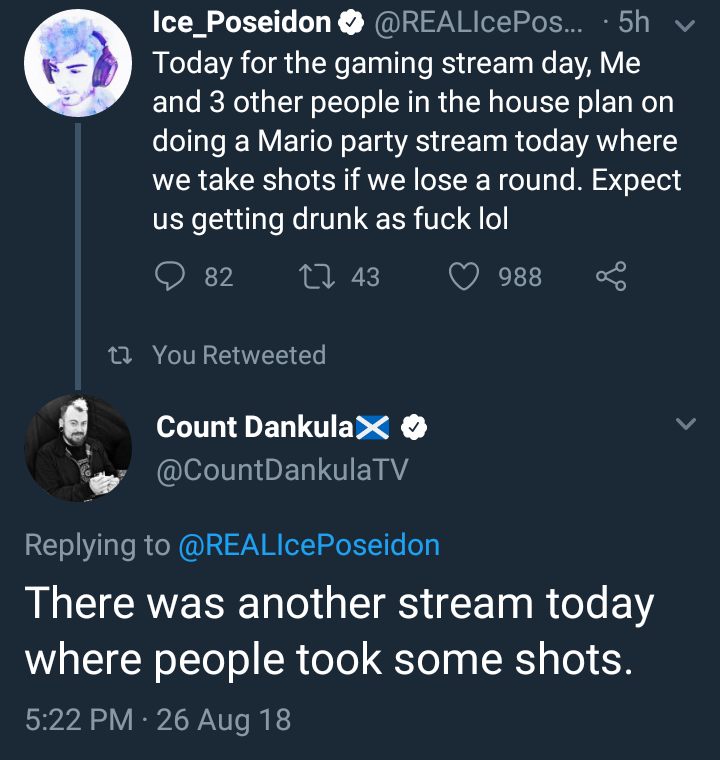 Ice_Poseidon @REALIcePos... · 5h
Today for the gaming stream day, Me
and 3 other people in the house plan on
doing a Mario party stream today where
we take shots if we lose a round. Expect
us getting drunk as fuck lol
82 43 988
You Retweeted
Count Dankula🏴󠁧󠁢󠁳󠁣󠁴󠁿
@CountDankulaTV
Replying to @REALIcePoseidon
There was another stream today
where people took some shots.
5:22 PM · 26 Aug 18